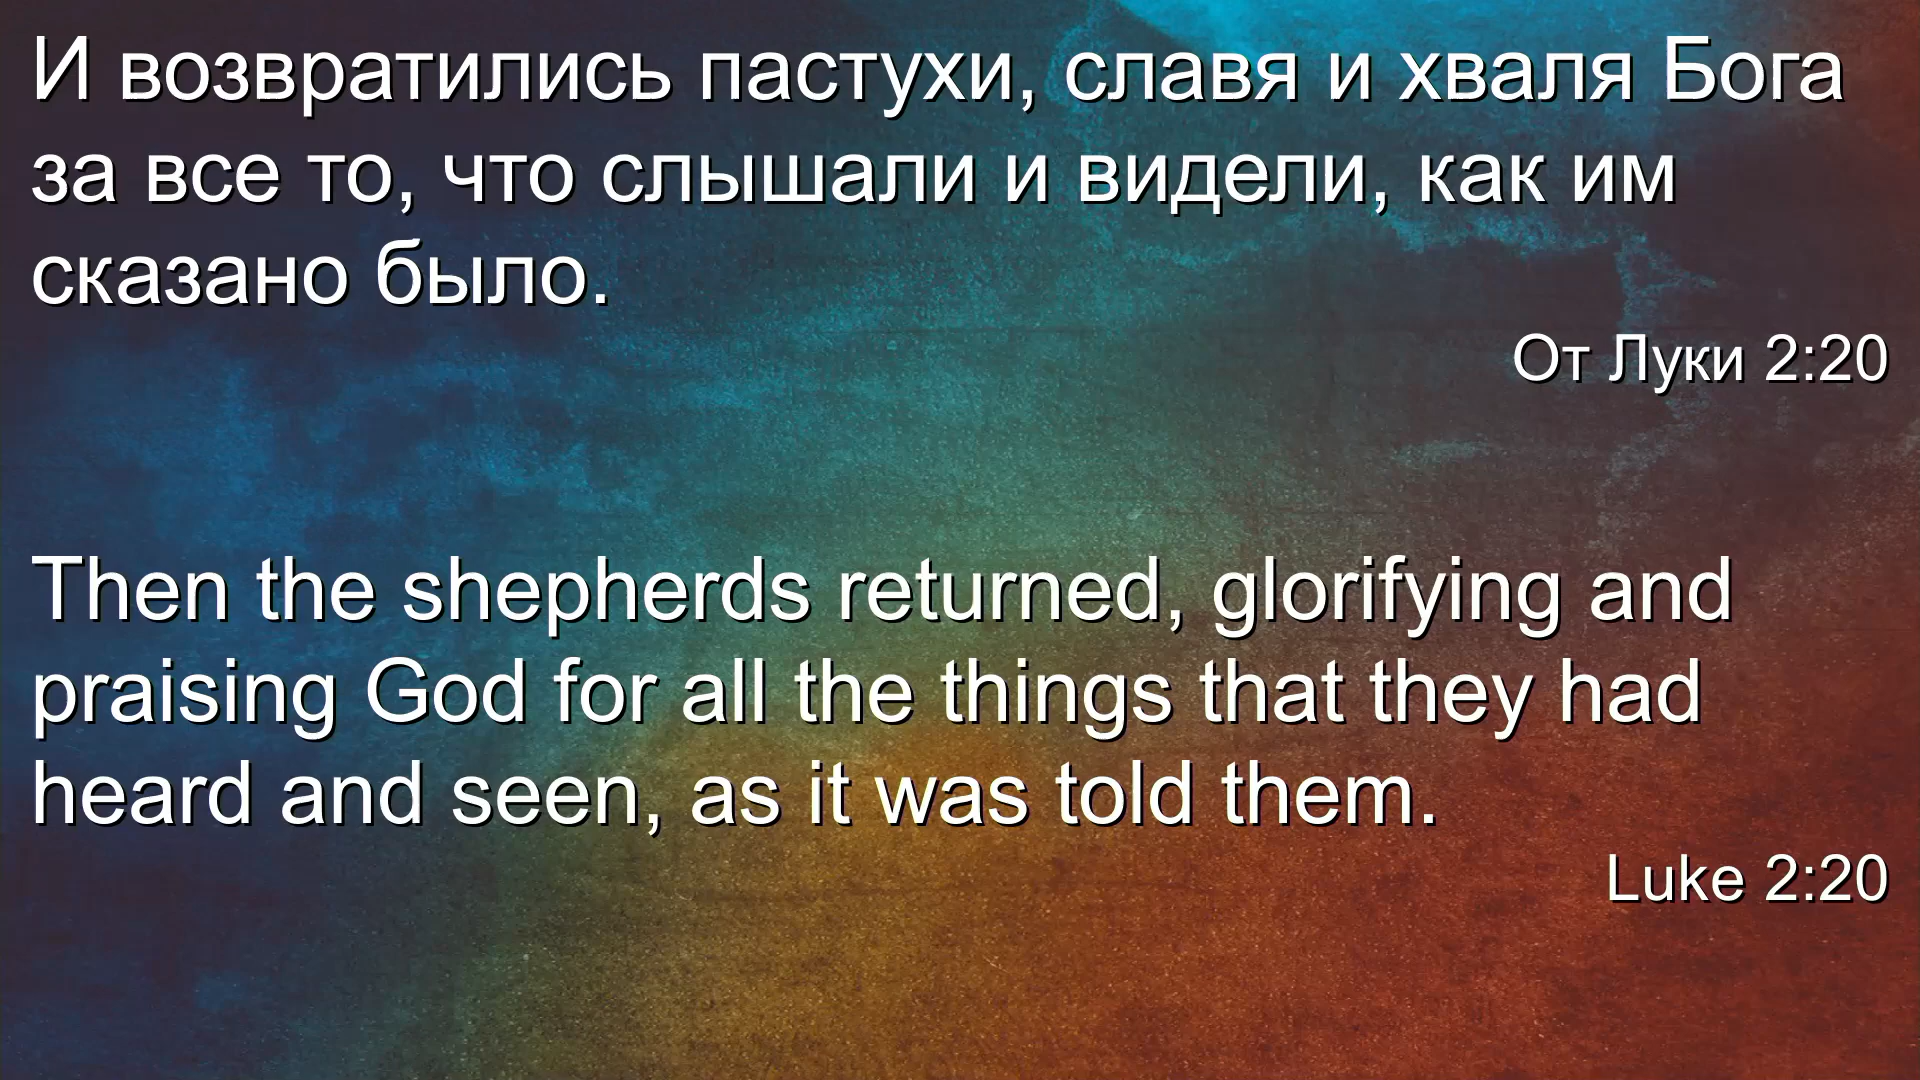 И возвратились пастухи, славя и хваля Бога
за все то, что слышали и видели, как им
сказано было.
От Луки 2:20
Then the shepherds returned, glorifying and
praising God for all the things that they had
heard and seen, as it was told them.
Luke 2:20